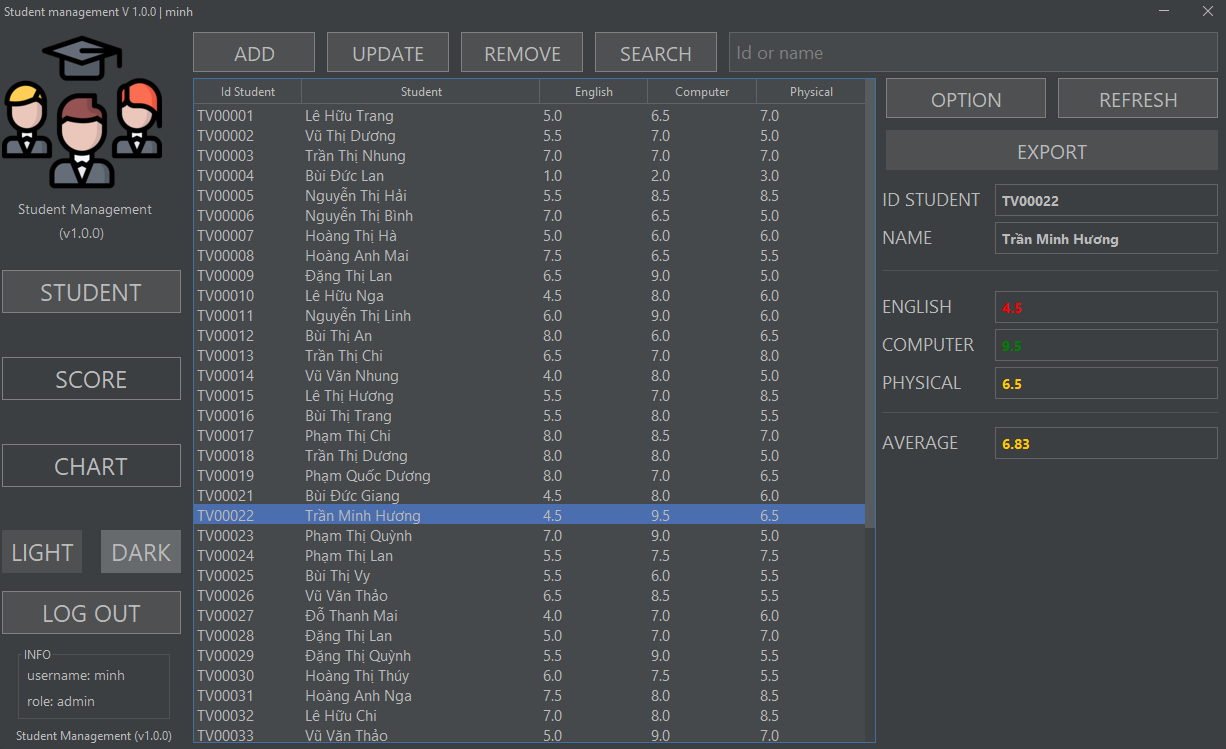 Student management V 1.0.0 | minh
ADD UPDATE REMOVE SEARCH Id or name
Student Management
(v1.0.0)
STUDENT
SCORE
CHART
LIGHT DARK
LOG OUT
INFO
username: minh
role: admin
Student Management (v1.0.0)
Id Student Student English Computer Physical
TV00001 Lê Hữu Trang 5.0 6.5 7.0
TV00002 Vũ Thị Dương 5.5 7.0 5.0
TV00003 Trần Thị Nhung 7.0 7.0 7.0
TV00004 Bùi Đức Lan 1.0 2.0 3.0
TV00005 Nguyễn Thị Hải 5.5 8.5 8.5
TV00006 Nguyễn Thị Bình 7.0 6.5 5.0
TV00007 Hoàng Thị Hà 5.0 6.0 6.0
TV00008 Hoàng Anh Mai 7.5 6.5 5.5
TV00009 Đặng Thị Lan 6.5 9.0 5.0
TV00010 Lê Hữu Nga 4.5 8.0 6.0
TV00011 Nguyễn Thị Linh 6.0 9.0 6.0
TV00012 Bùi Thị An 8.0 6.0 6.5
TV00013 Trần Thị Chi 6.5 7.0 8.0
TV00014 Vũ Văn Nhung 4.0 8.0 5.0
TV00015 Lê Thị Hương 5.5 7.0 8.5
TV00016 Bùi Thị Trang 5.5 8.0 5.5
TV00017 Phạm Thị Chi 8.0 8.5 7.0
TV00018 Trần Thị Dương 8.0 8.0 5.0
TV00019 Phạm Quốc Dương 8.0 7.0 6.5
TV00021 Bùi Đức Giang 4.5 8.0 6.0
TV00022 Trần Minh Hương 4.5 9.5 6.5
TV00023 Phạm Thị Quỳnh 7.0 9.0 5.0
TV00024 Phạm Thị Lan 5.5 7.5 7.5
TV00025 Bùi Thị Vy 5.5 6.0 5.5
TV00026 Vũ Văn Thảo 6.5 8.5 5.5
TV00027 Đỗ Thanh Mai 4.0 7.0 6.0
TV00028 Đặng Thị Lan 5.0 7.0 7.0
TV00029 Đặng Thị Quỳnh 5.5 9.0 5.5
TV00030 Hoàng Thị Thúy 6.0 7.5 5.5
TV00031 Hoàng Anh Nga 7.5 8.0 8.5
TV00032 Lê Hữu Chi 7.0 8.0 8.5
TV00033 Vũ Văn Thảo 5.0 9.0 7.0
OPTION REFRESH
EXPORT
ID STUDENT TV00022
NAME Trần Minh Hương
ENGLISH 4.5
COMPUTER 9.5
PHYSICAL 6.5
AVERAGE 6.83